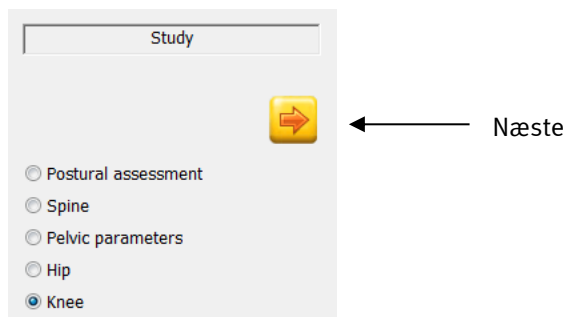 Study
Næste
Postural assessment
Spine
Pelvic parameters
Hip
Knee